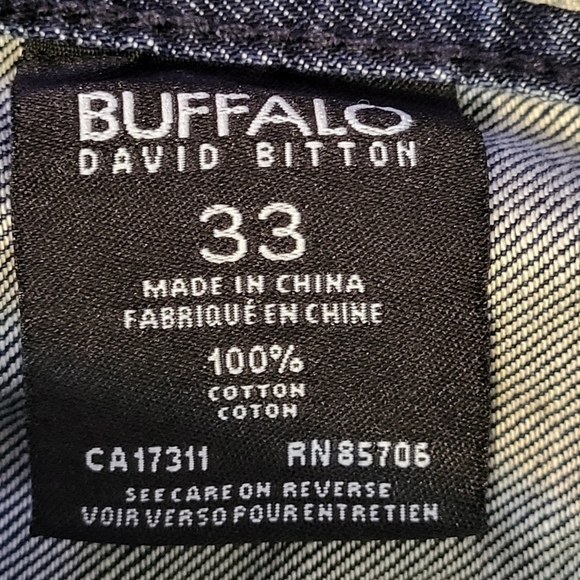 BUFFALO
DAVID BITTON
33
MADE IN CHINA
FABRIQUÉ EN CHINE
100%
COTTON
COTON
CA17311 RN85706
SEE CARE ON REVERSE
VOIR VERSO POUR ENTRETIEN